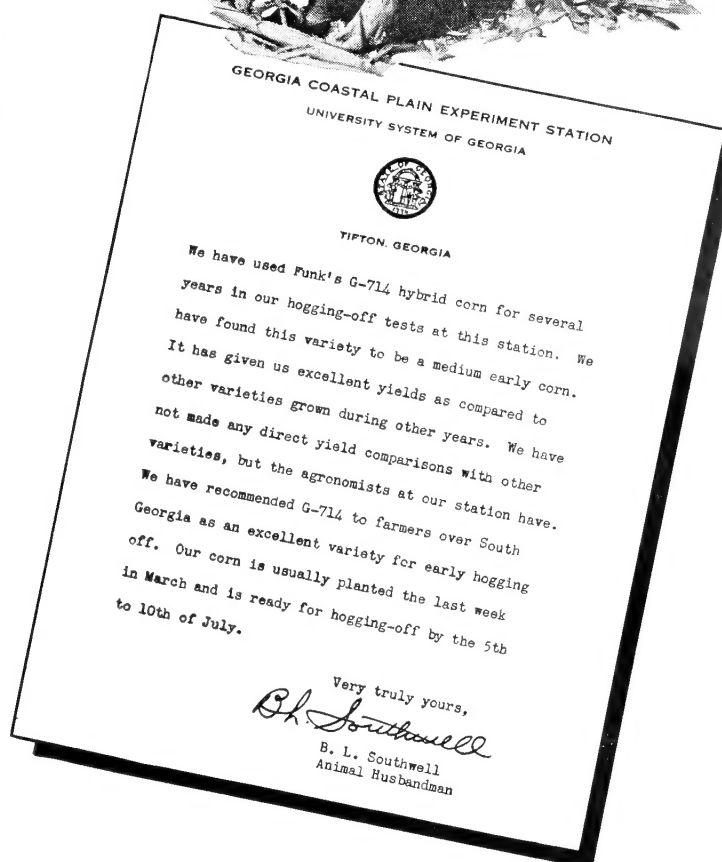 GEORGIA COASTAL PLAIN EXPERIMENT STATION
UNIVERSITY SYSTEM OF GEORGIA
STATE OF GEORGIA
1776
TIFTON, GEORGIA
We have used Funk's G-714 hybrid corn for several
years in our hogging-off tests at this station. We
have found this variety to be a medium early corn.
It has given us excellent yields as compared to
other varieties grown during other years. We have
not made any direct yield comparisons with other
varieties, but the agronomists at our station have.
We have recommended G-714 to farmers over South
Georgia as an excellent variety for early hogging
off. Our corn is usually planted the last week
in March and is ready for hogging-off by the 5th
to 10th of July.
Very truly yours,
B. L. Southwell
B. L. Southwell
Animal Husbandman